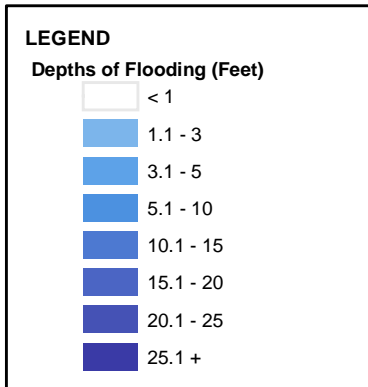 LEGEND
Depths of Flooding (Feet)
< 1
1.1 - 3
3.1 - 5
5.1 - 10
10.1 - 15
15.1 - 20
20.1 - 25
25.1 +